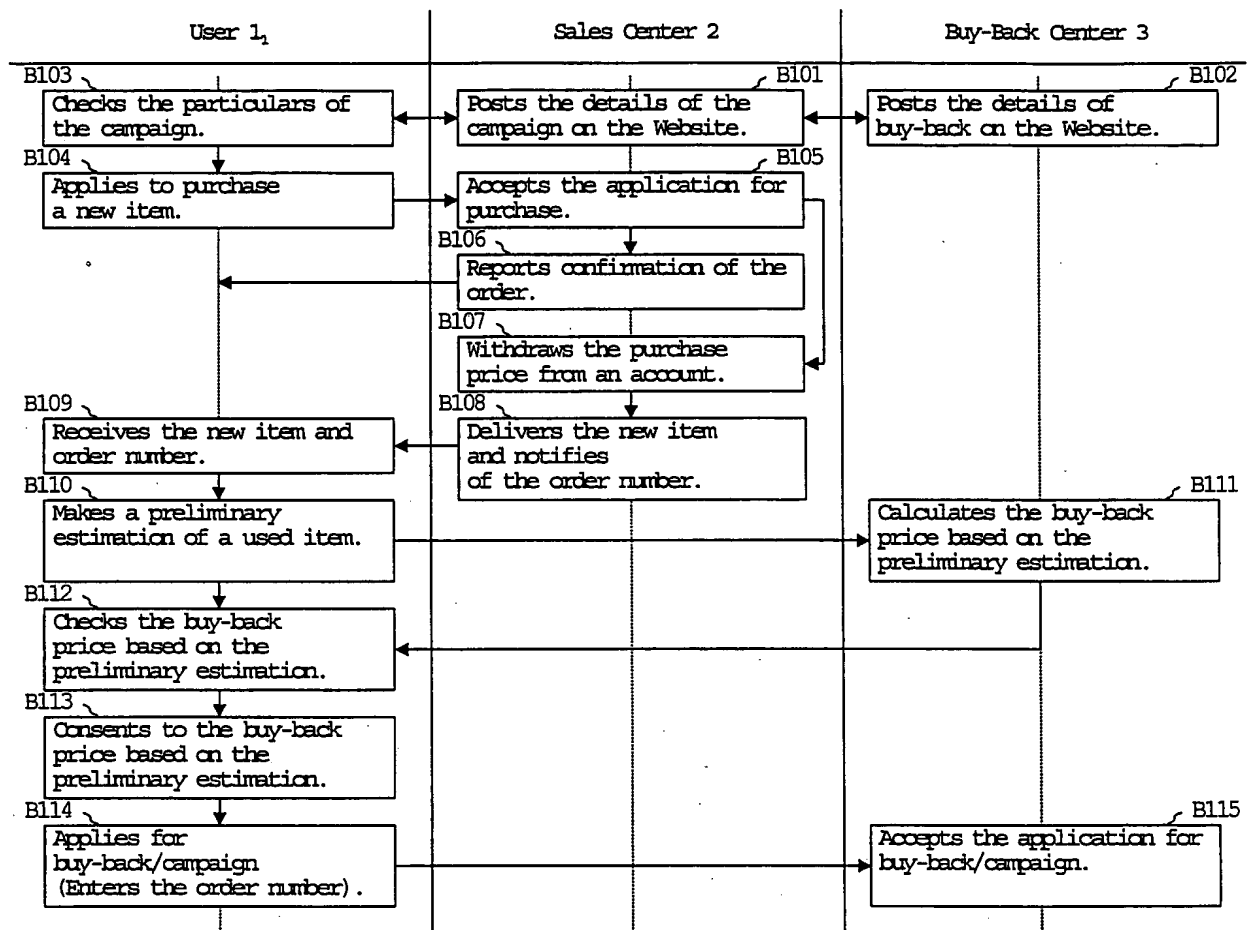 User 1₁
Sales Center 2
Buy-Back Center 3
B103
B101
B102
Checks the particulars of
the campaign.
Posts the details of the
campaign on the Website.
Posts the details of
buy-back on the Website.
B104
B105
Applies to purchase
a new item.
Accepts the application for
purchase.
B106
Reports confirmation of the
order.
B107
Withdraws the purchase
price from an account.
B109
B108
Receives the new item and
order number.
Delivers the new item
and notifies
of the order number.
B110
B111
Makes a preliminary
estimation of a used item.
Calculates the buy-back
price based on the
preliminary estimation.
B112
Checks the buy-back
price based on the
preliminary estimation.
B113
Consents to the buy-back
price based on the
preliminary estimation.
B114
B115
Applies for
buy-back/campaign
(Enters the order number).
Accepts the application for
buy-back/campaign.